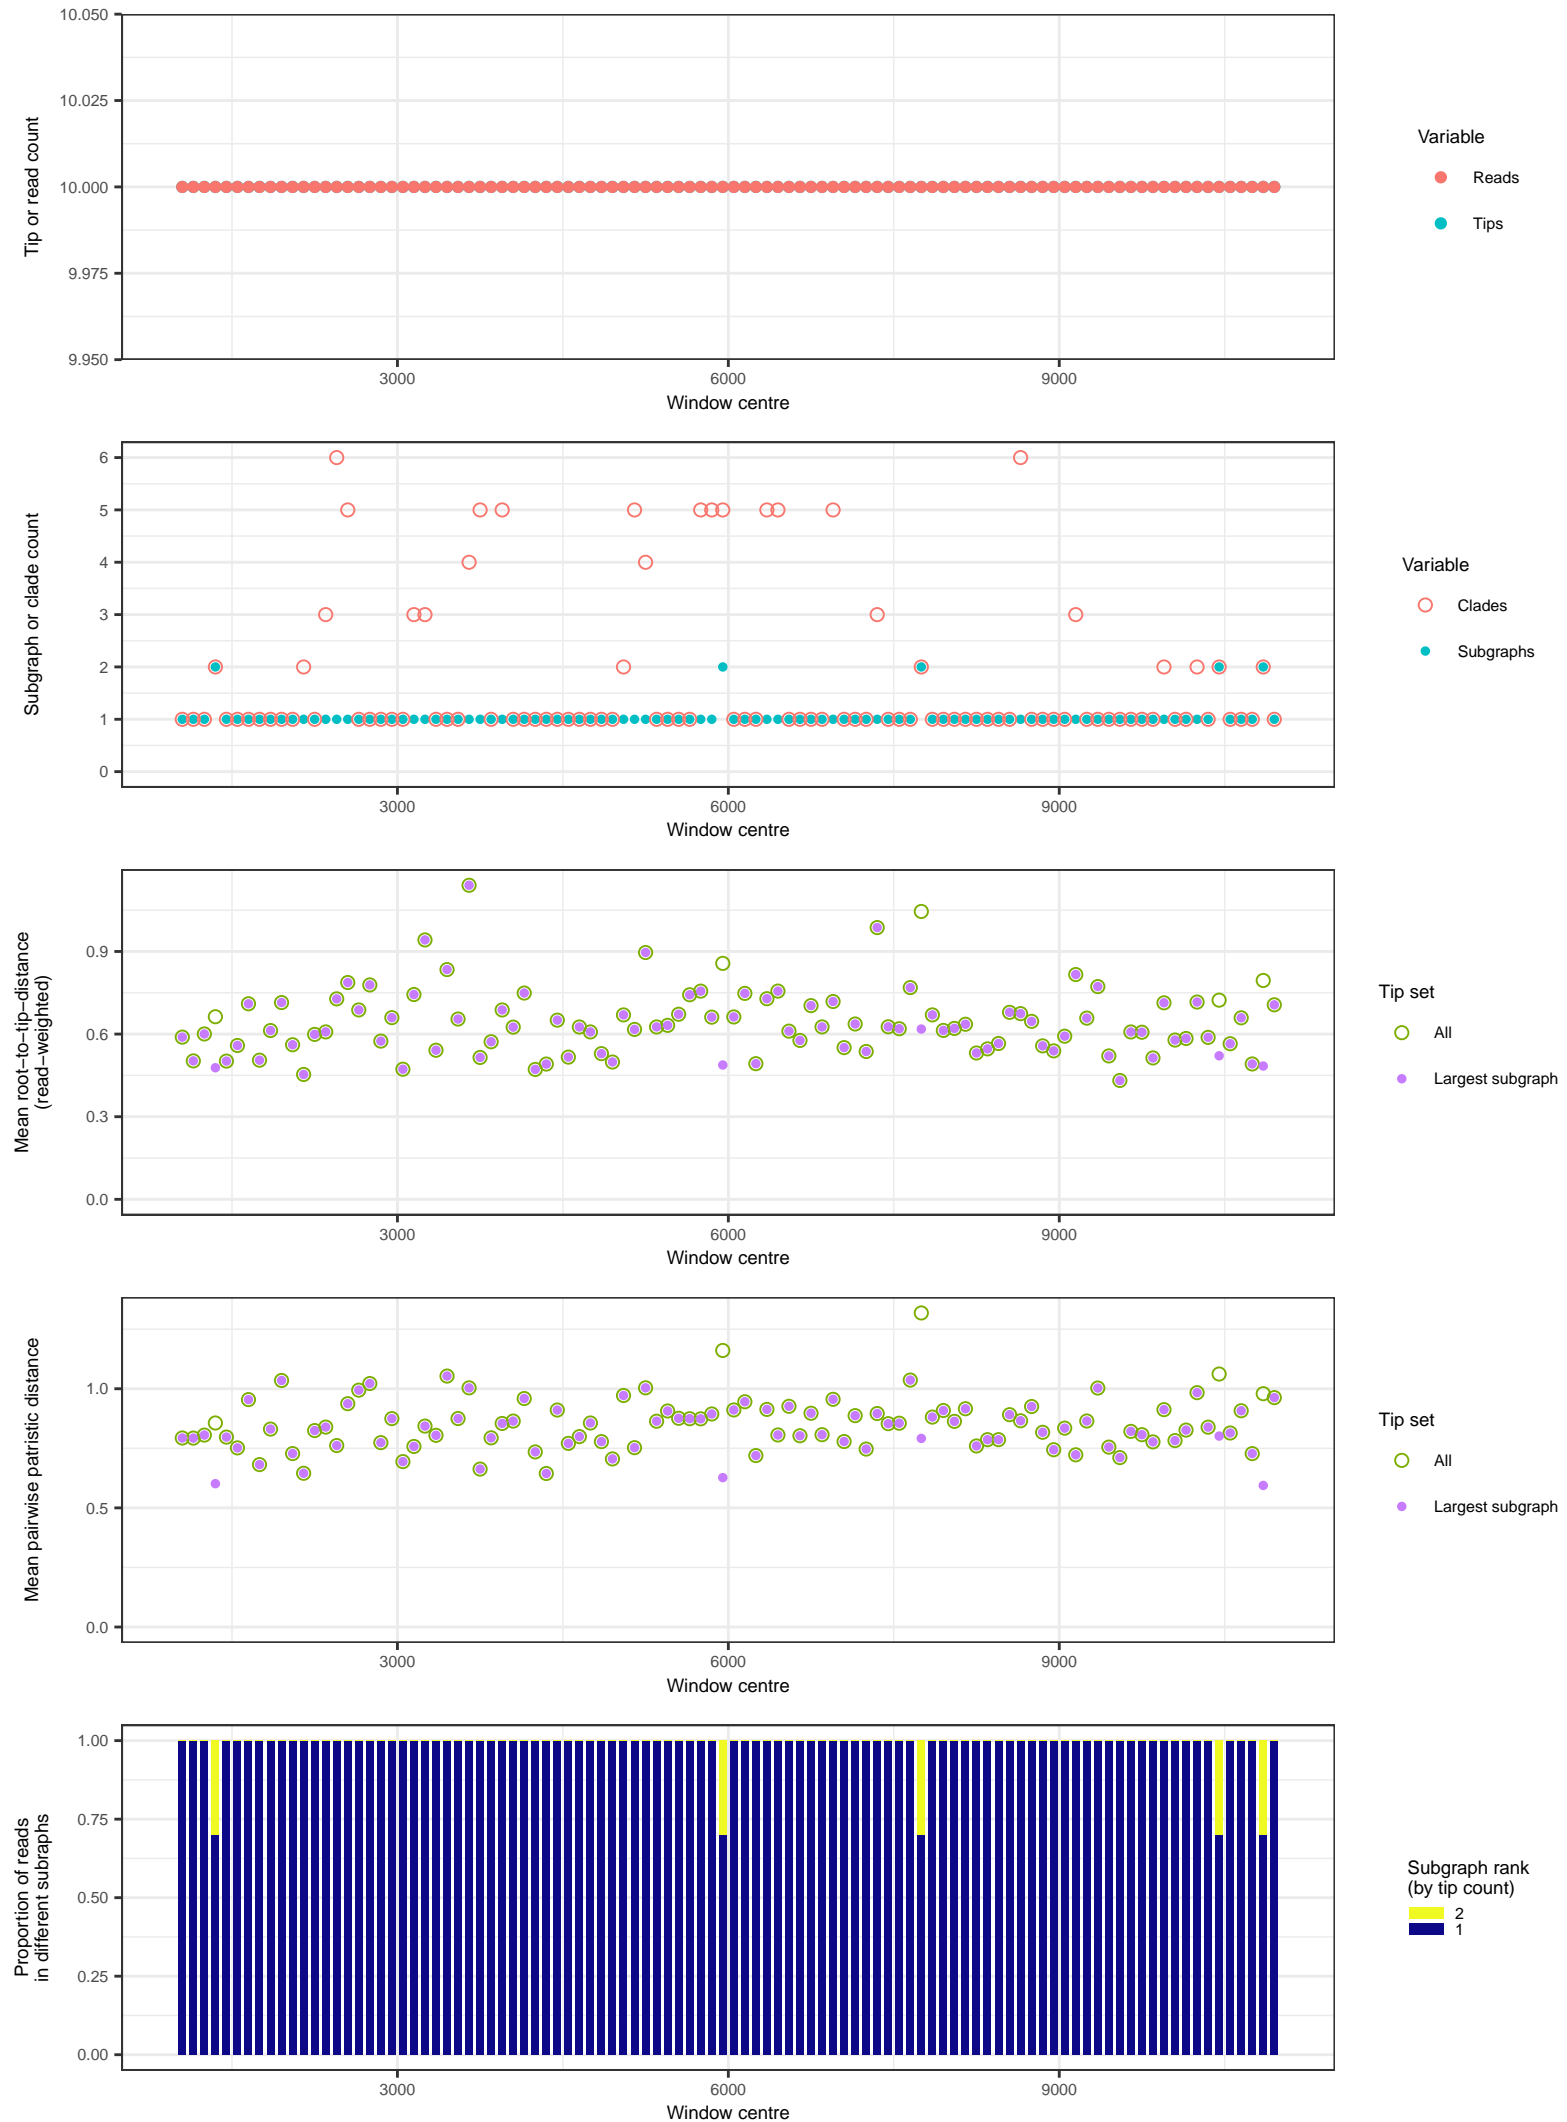 10.050
10.025
10.000
9.975
9.950
Tip or read count
3000 6000 9000
Window centre
Variable
Reads
Tips
6
5
4
3
2
1
0
Subgraph or clade count
3000 6000 9000
Window centre
Variable
Clades
Subgraphs
0.9
0.6
0.3
0.0
Mean root−to−tip−distance
(read−weighted)
3000 6000 9000
Window centre
Tip set
All
Largest subgraph
1.0
0.5
0.0
Mean pairwise patristic distance
3000 6000 9000
Window centre
Tip set
All
Largest subgraph
1.00
0.75
0.50
0.25
0.00
Proportion of reads
in different subraphs
3000 6000 9000
Window centre
Subgraph rank
(by tip count)
2
1